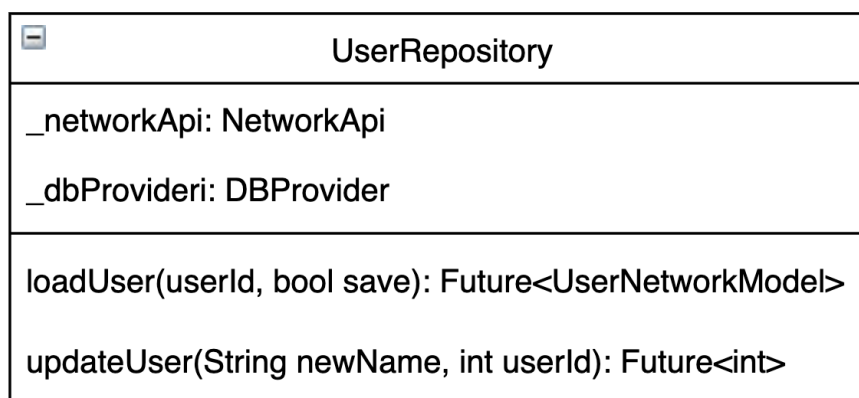 UserRepository
_networkApi: NetworkApi
_dbProvideri: DBProvider
loadUser(userId, bool save): Future<UserNetworkModel>
updateUser(String newName, int userId): Future<int>